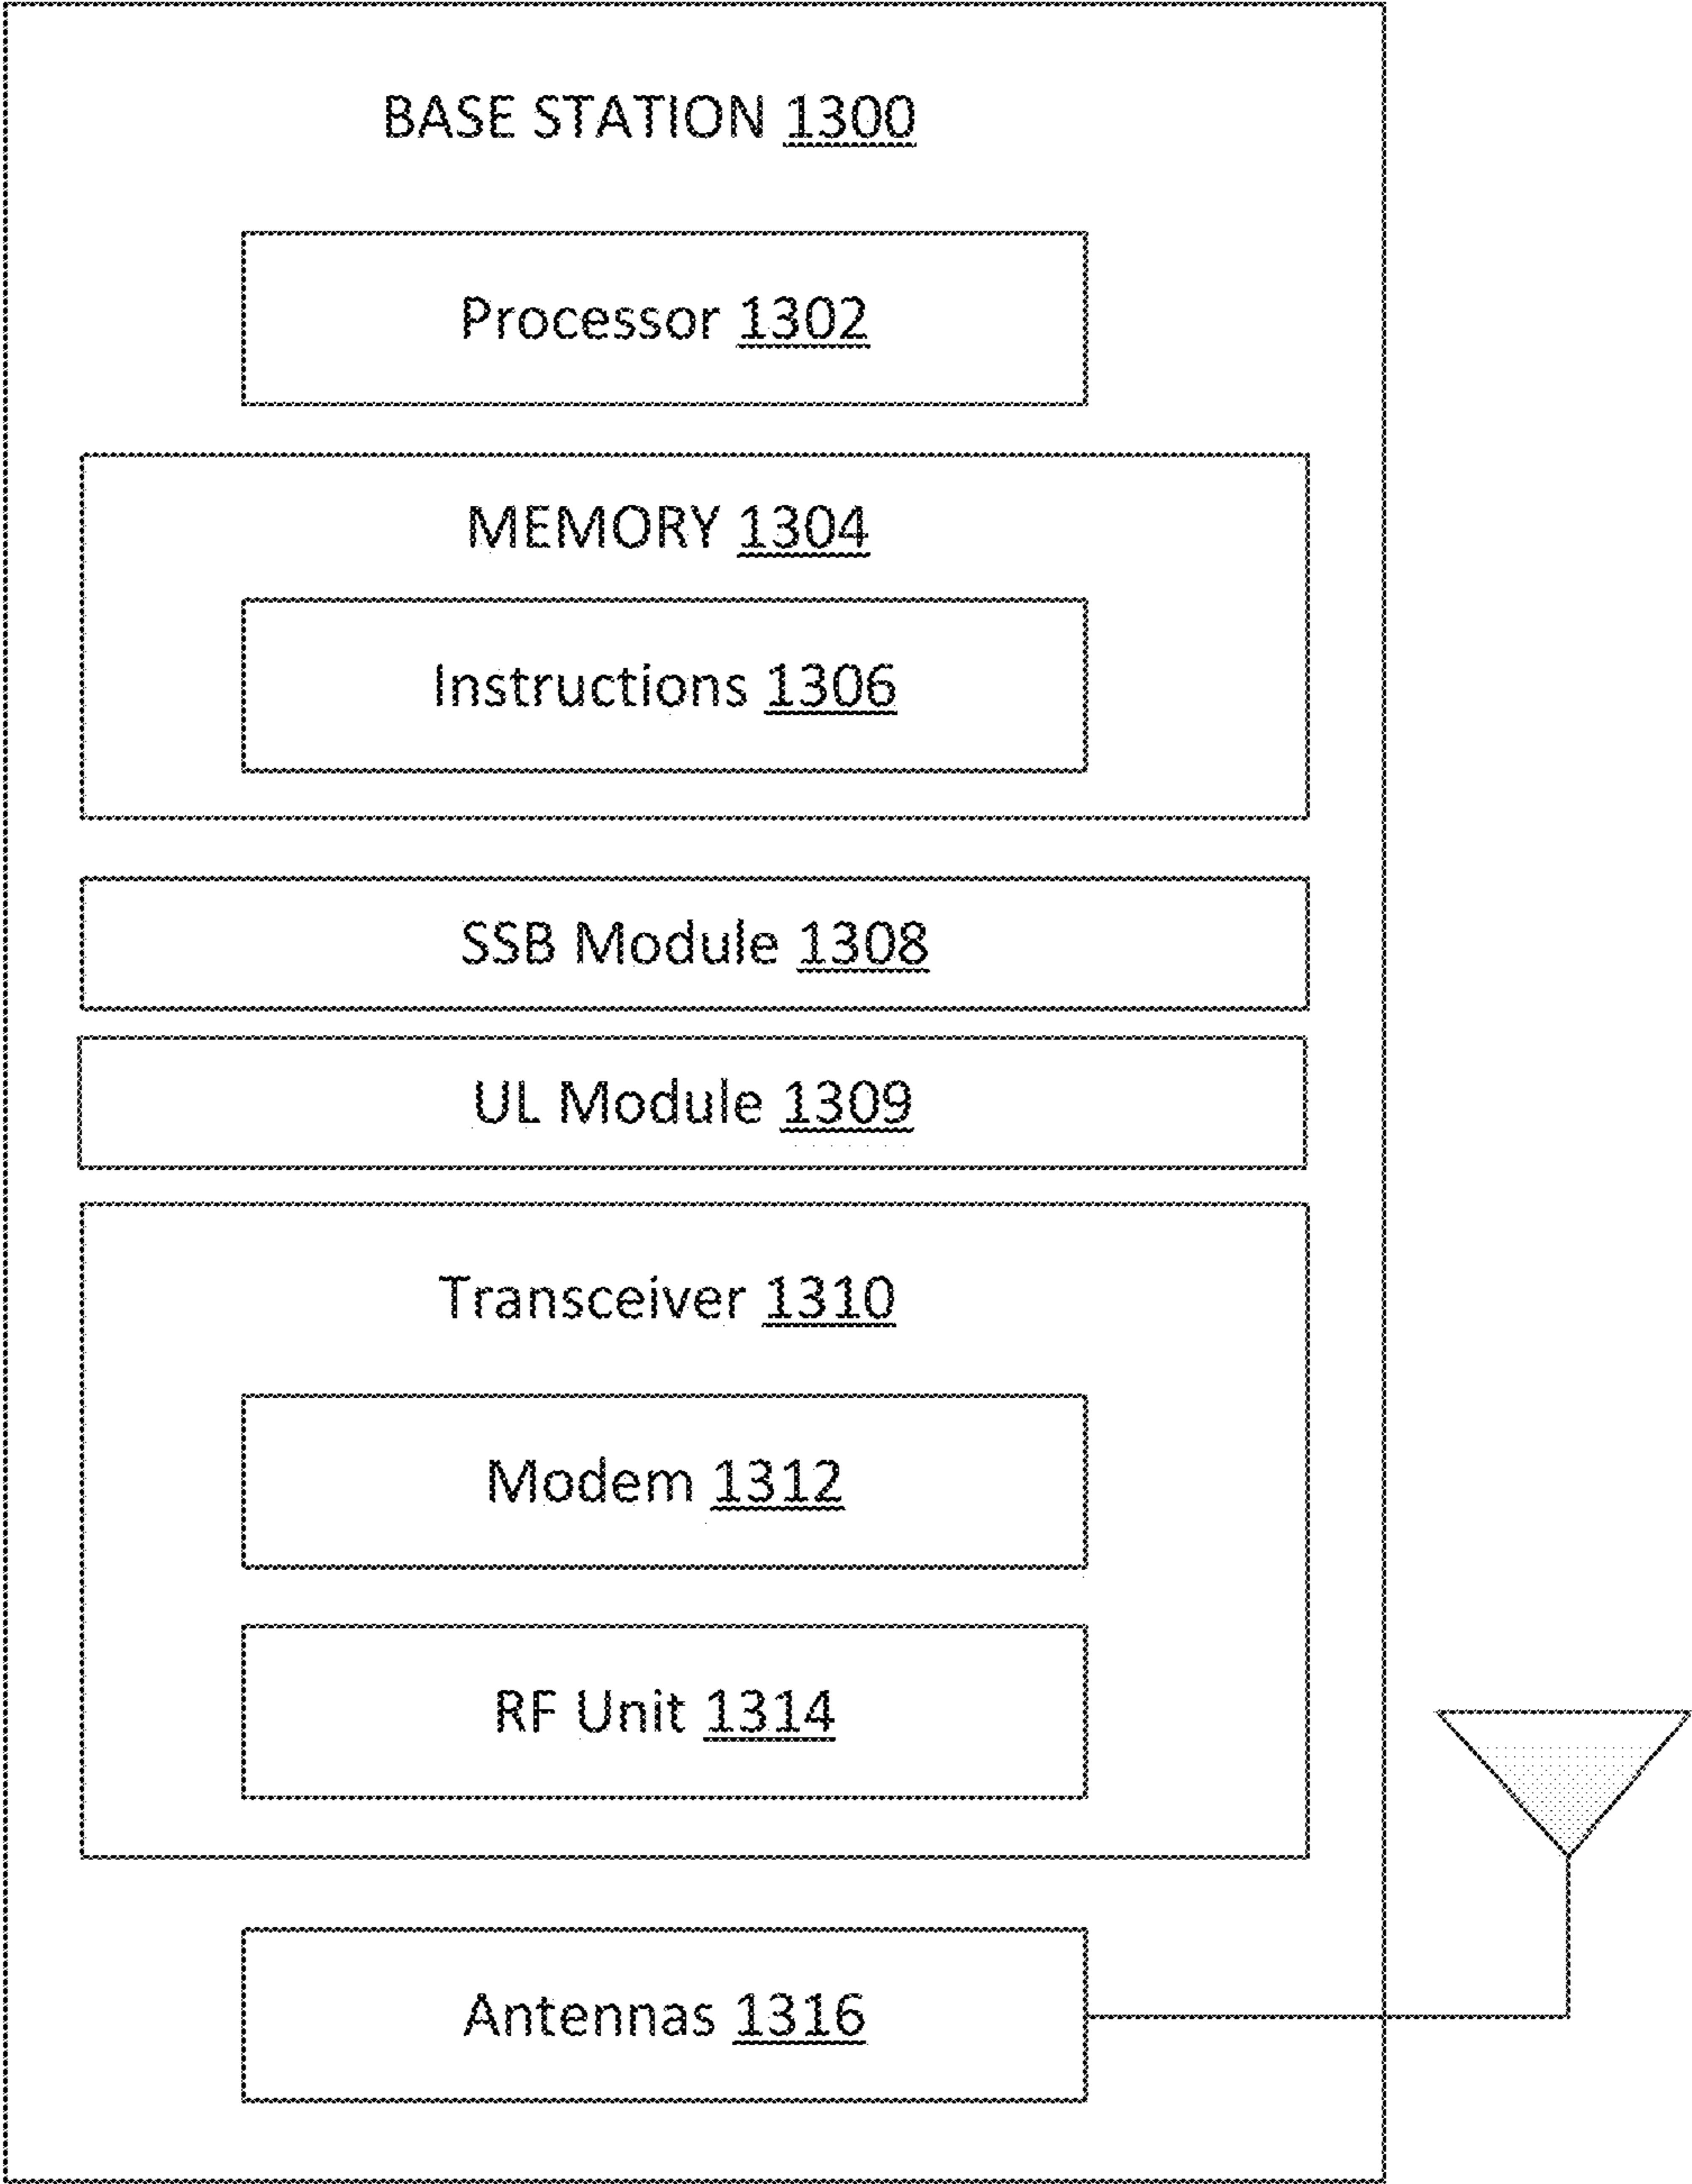 BASE STATION 1300
Processor 1302
MEMORY 1304
Instructions 1306
SSB Module 1308
UL Module 1309
Transceiver 1310
Modem 1312
RF Unit 1314
Antennas 1316